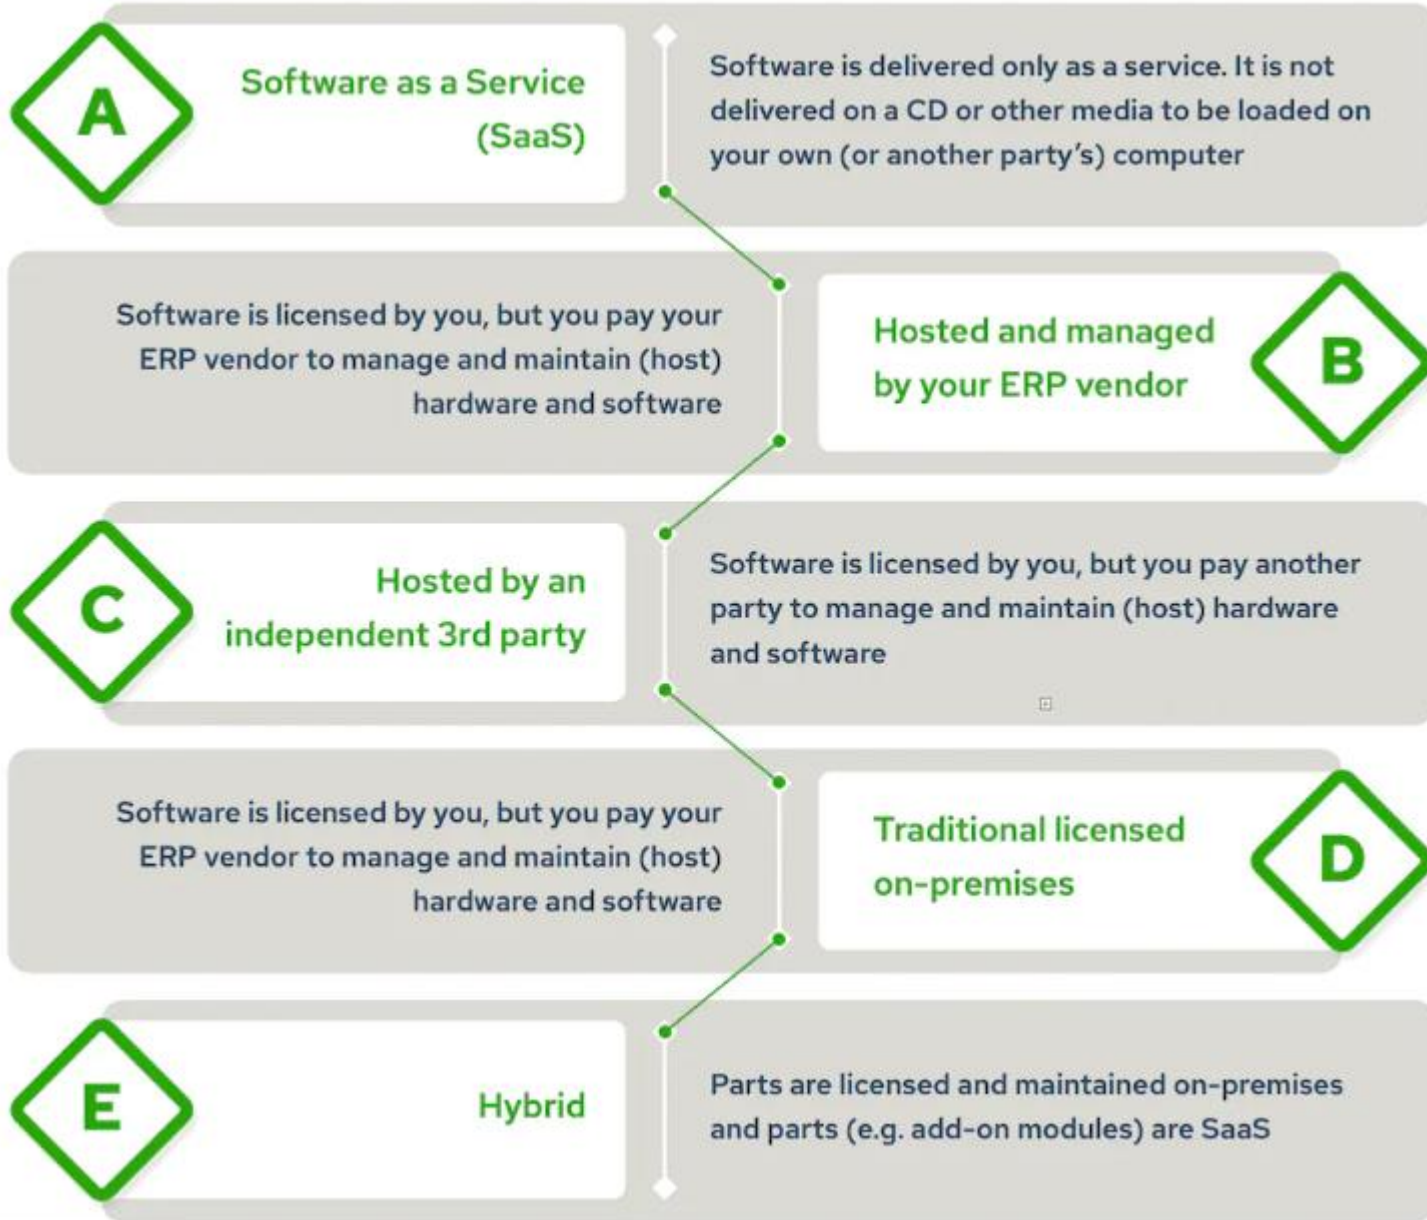 A
Software as a Service
(SaaS)
Software is delivered only as a service. It is not
delivered on a CD or other media to be loaded on
your own (or another party's) computer
Software is licensed by you, but you pay your
ERP vendor to manage and maintain (host)
hardware and software
Hosted and managed
by your ERP vendor
B
C
Hosted by an
independent 3rd party
Software is licensed by you, but you pay another
party to manage and maintain (host) hardware
and software
Software is licensed by you, but you pay your
ERP vendor to manage and maintain (host)
hardware and software
Traditional licensed
on-premises
D
E
Hybrid
Parts are licensed and maintained on-premises
and parts (e.g. add-on modules) are SaaS